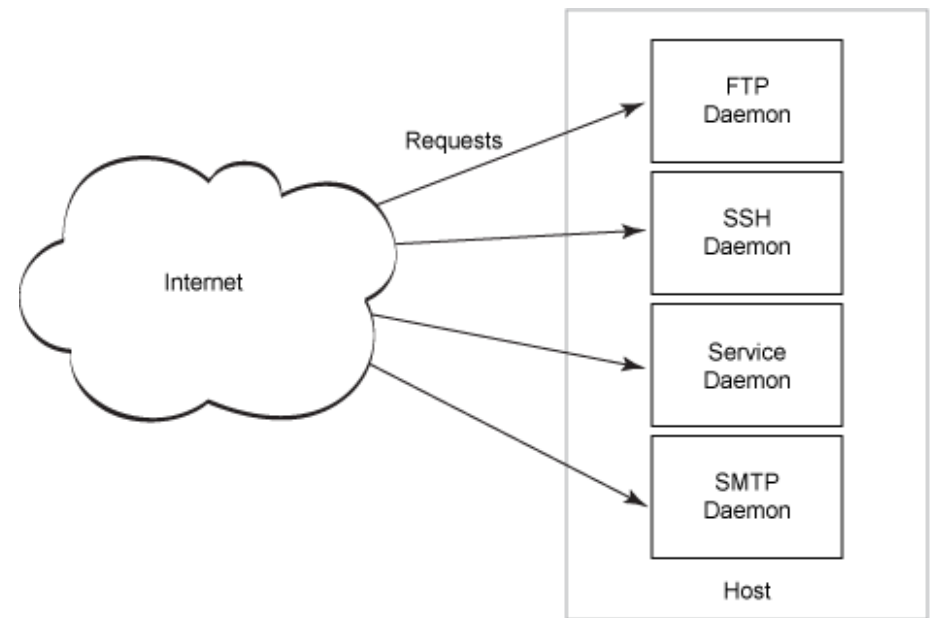 FTP
Daemon
Requests
SSH
Daemon
Internet
Service
Daemon
SMTP
Daemon
Host